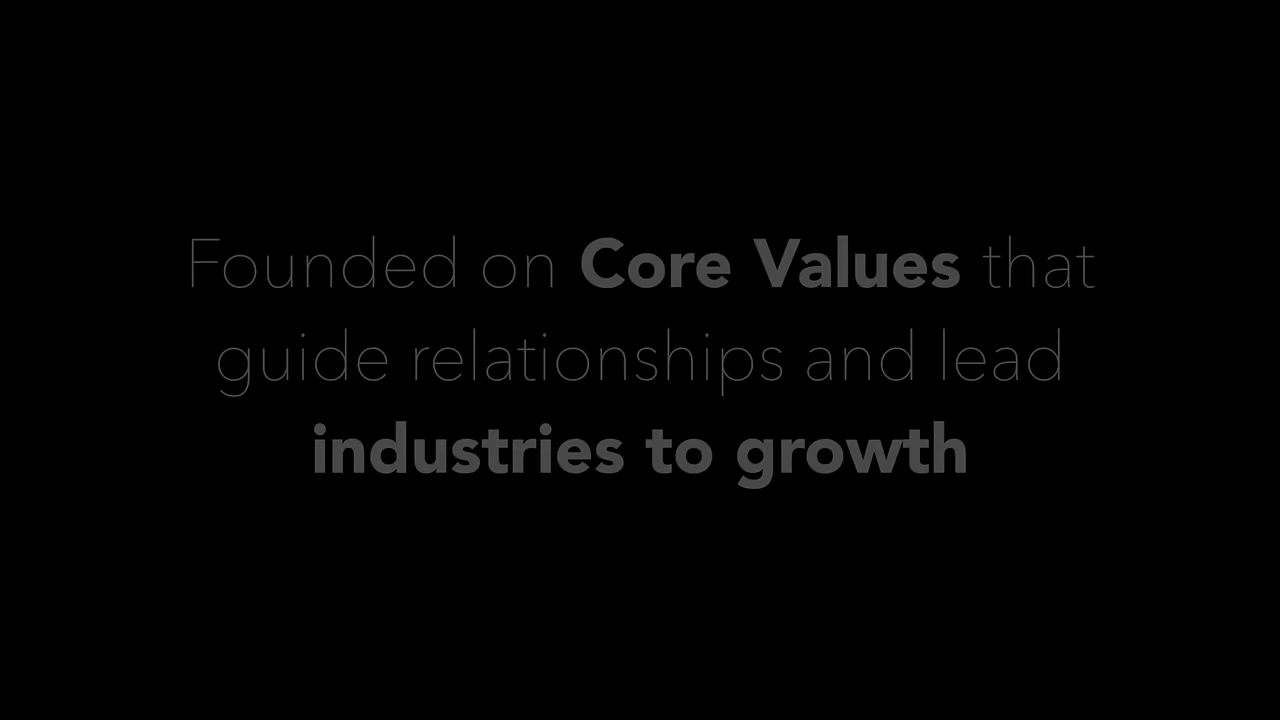 Founded on Core Values that
guide relationships and lead
industries to growth